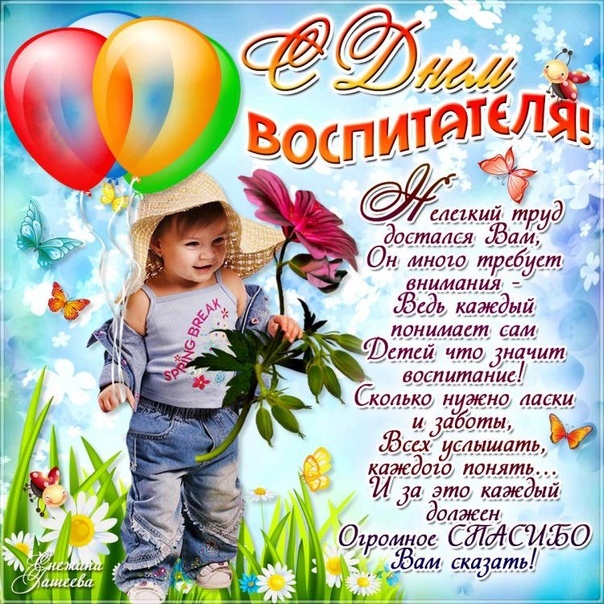 С Днем
ВОСПИТАТЕЛЯ!
Нелегкий труд
достался Вам,
Он много требует
внимания -
Ведь каждый
понимает сам
Детей что значит
воспитание!
Сколько нужно ласки
и заботы,
Всех услышать,
каждого понять...
И за это каждый
должен
Огромное СПАСИБО
Вам сказать!
SPRING BREAK
Снежана